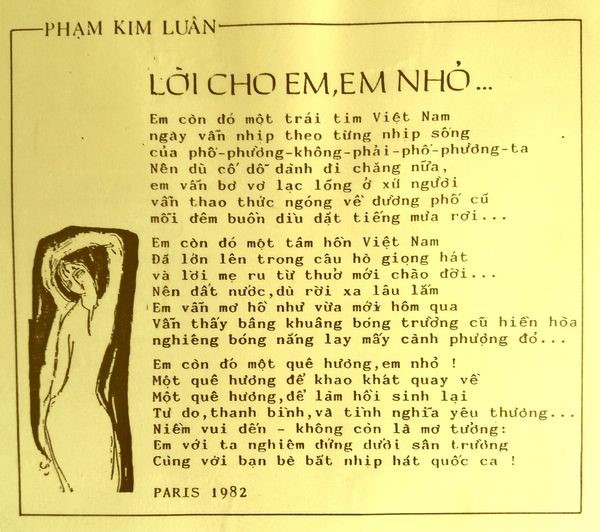 PHẠM KIM LUÂN
LỜI CHO EM, EM NHỎ...
Em còn đó một trái tim Việt Nam
ngày vẫn nhịp theo từng nhịp sống
của phố-phường-không-phải-phố-phường-ta
Nên dù cố dỗ dành đi chăng nữa,
em vẫn bơ vơ lạc lõng ở xứ người
vẫn thao thức ngóng về đường phố cũ
mỗi đêm buồn dìu dặt tiếng mưa rơi...
Em còn đó một tâm hồn Việt Nam
Đã lớn lên trong câu hò giọng hát
và lời mẹ ru từ thuở mới chào đời...
Nên đất nước,dù rời xa lâu lắm
Em vẫn mơ hồ như vừa mới hôm qua
Vẫn thấy bâng khuâng bóng trường cũ hiền hòa
nghiêng bóng nắng lay mấy cành phượng đỏ...
Em còn đó một quê hương,em nhỏ !
Một quê hương để khao khát quay về
Một quê hương,để làm hồi sinh lại
Tự do,thanh bình,và tình nghĩa yêu thương...
Niềm vui đến - không còn là mơ tưởng:
Em với ta nghiêm đứng dưới sân trường
Cùng với bạn bè bắt nhịp hát quốc ca !
PARIS 1982